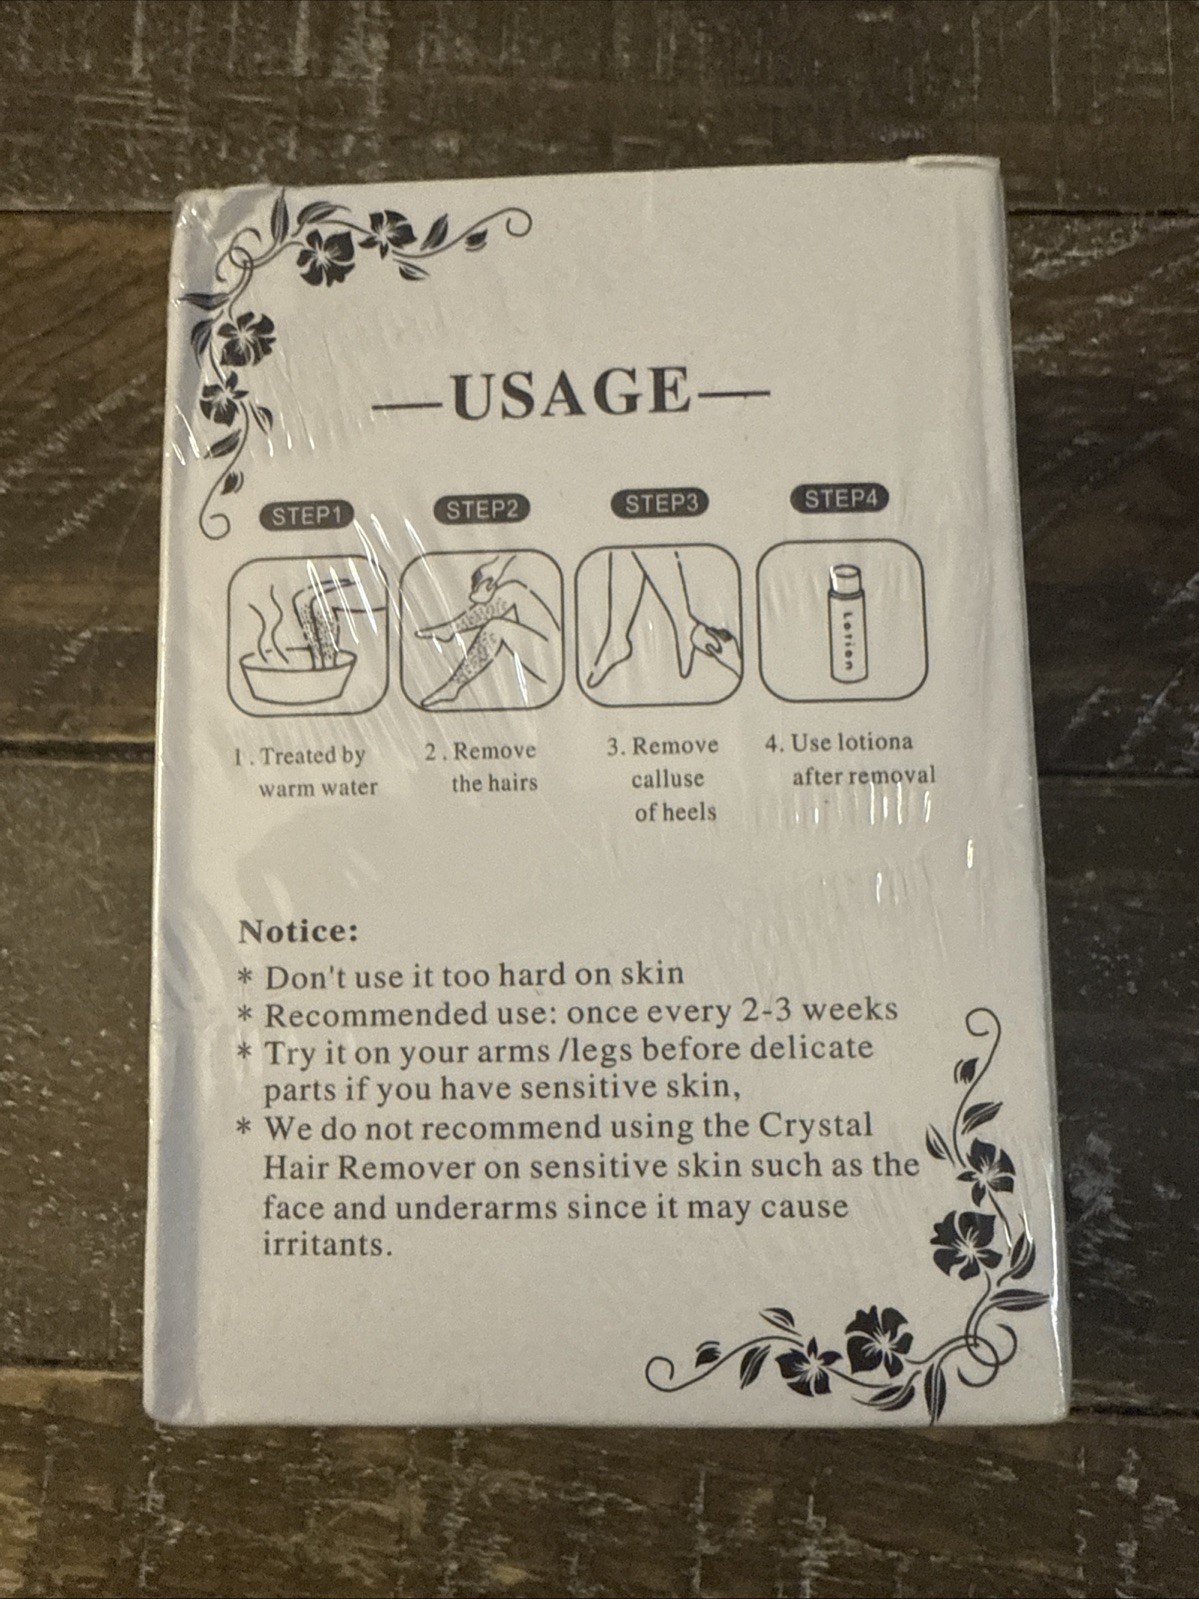 —USAGE—
STEP1 STEP2 STEP3 STEP4
Lotion
1 . Treated by
warm water
2 . Remove
the hairs
3. Remove
calluse
of heels
4. Use lotiona
after removal
Notice:
* Don't use it too hard on skin
* Recommended use: once every 2-3 weeks
* Try it on your arms /legs before delicate
parts if you have sensitive skin,
* We do not recommend using the Crystal
Hair Remover on sensitive skin such as the
face and underarms since it may cause
irritants.